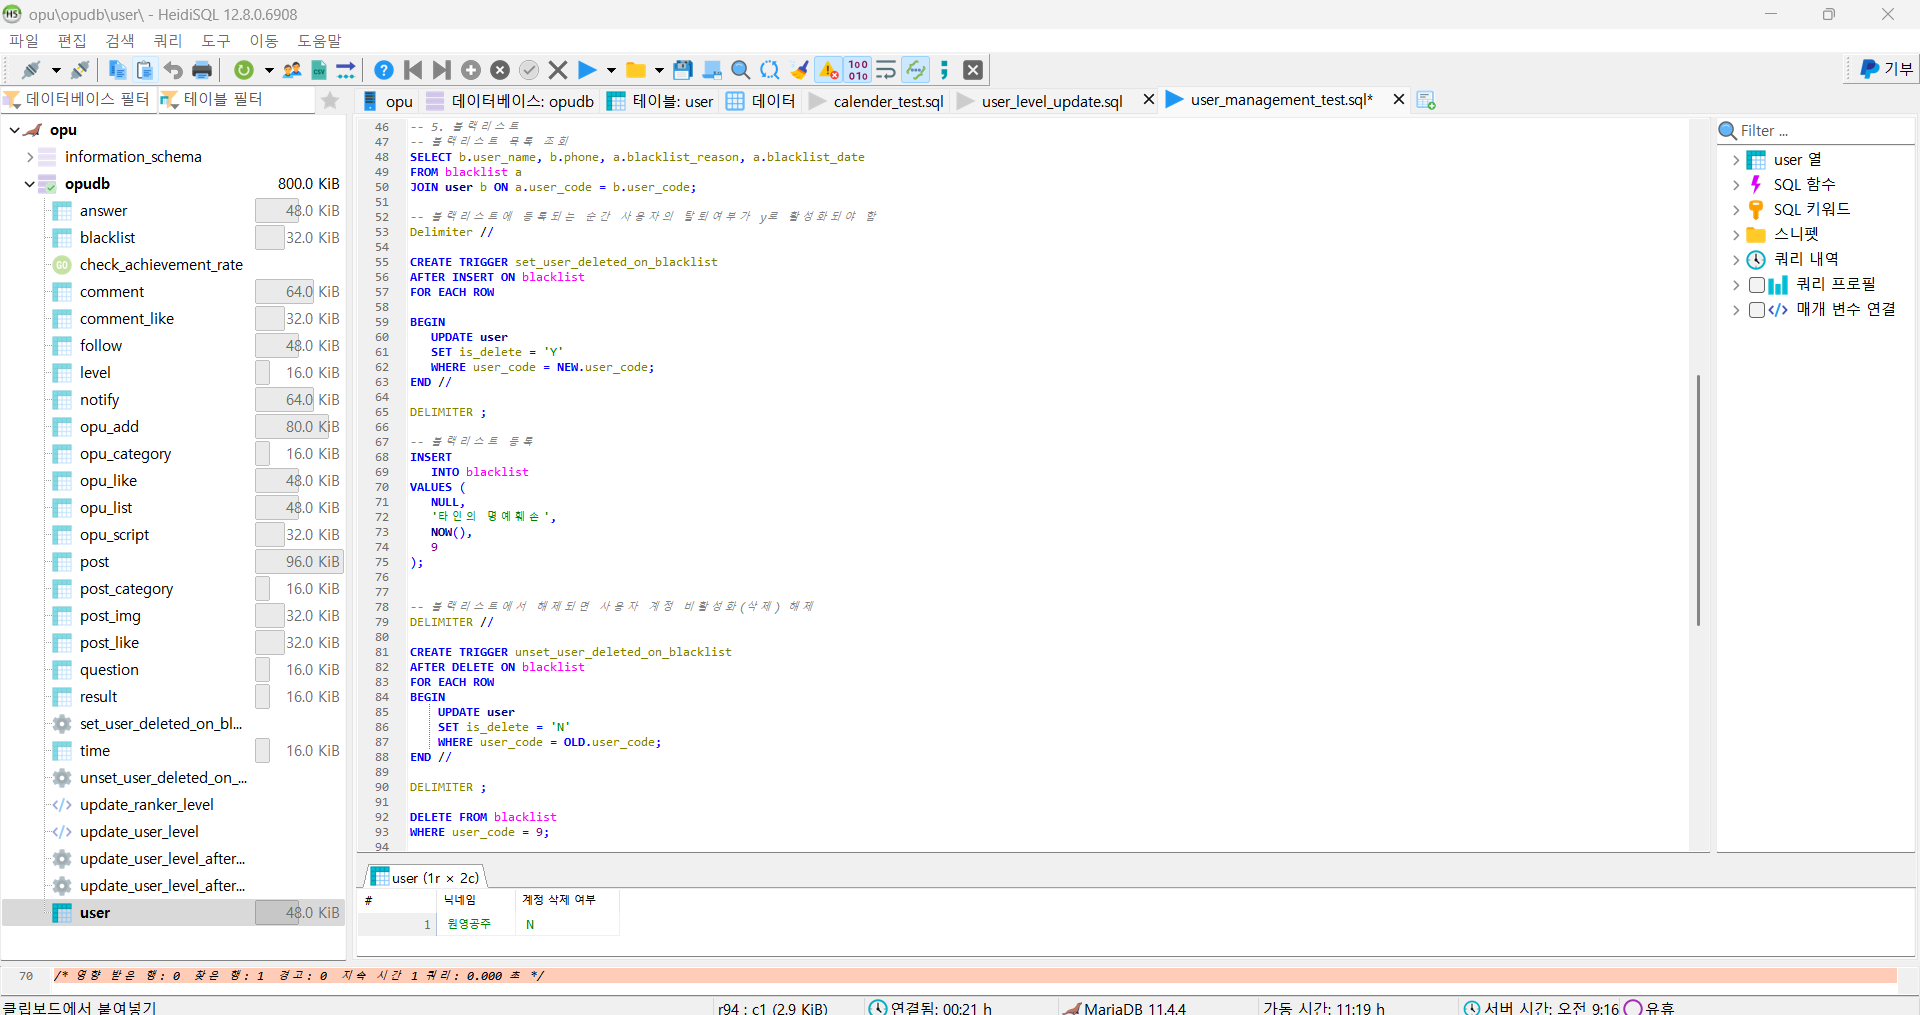 opu\opudb\user\ - HeidiSQL 12.8.0.6908
파일 편집 검색 쿼리 도구 이동 도움말
기부
데이터베이스 필터 테이블 필터
opu 데이터베이스: opudb 테이블: user 데이터 calender_test.sql user_level_update.sql user_management_test.sql*
opu
information_schema
opudb 800.0 KiB
answer 48.0 KiB
blacklist 32.0 KiB
check_achievement_rate
comment 64.0 KiB
comment_like 32.0 KiB
follow 48.0 KiB
level 16.0 KiB
notify 64.0 KiB
opu_add 80.0 KiB
opu_category 16.0 KiB
opu_like 48.0 KiB
opu_list 48.0 KiB
opu_script 32.0 KiB
post 96.0 KiB
post_category 16.0 KiB
post_img 32.0 KiB
post_like 32.0 KiB
question 16.0 KiB
result 16.0 KiB
set_user_deleted_on_bl...
time 16.0 KiB
unset_user_deleted_on_...
update_ranker_level
update_user_level
update_user_level_after...
update_user_level_after...
user 48.0 KiB
46 -- 5. 블랙리스트
47 -- 블랙리스트 목록 조회
48 SELECT b.user_name, b.phone, a.blacklist_reason, a.blacklist_date
49 FROM blacklist a
50 JOIN user b ON a.user_code = b.user_code;
51
52 -- 블랙리스트에 등록되는 순간 사용자의 탈퇴여부가 y로 활성화되야 함
53 Delimiter //
54
55 CREATE TRIGGER set_user_deleted_on_blacklist
56 AFTER INSERT ON blacklist
57 FOR EACH ROW
58
59 BEGIN
60 UPDATE user
61 SET is_delete = 'Y'
62 WHERE user_code = NEW.user_code;
63 END //
64
65 DELIMITER ;
66
67 -- 블랙리스트 등록
68 INSERT
69 INTO blacklist
70 VALUES (
71 NULL,
72 '타인의 명예훼손',
73 NOW(),
74 9
75 );
76
77
78 -- 블랙리스트에서 해제되면 사용자 계정 비활성화(삭제) 해제
79 DELIMITER //
80
81 CREATE TRIGGER unset_user_deleted_on_blacklist
82 AFTER DELETE ON blacklist
83 FOR EACH ROW
84 BEGIN
85 UPDATE user
86 SET is_delete = 'N'
87 WHERE user_code = OLD.user_code;
88 END //
89
90 DELIMITER ;
91
92 DELETE FROM blacklist
93 WHERE user_code = 9;
94
Filter ...
user 열
SQL 함수
SQL 키워드
스니펫
쿼리 내역
쿼리 프로필
매개 변수 연결
user (1r × 2c)
# 닉네임 계정 삭제 여부
1 원영공주 N
70 /* 영향 받은 행: 0 찾은 행: 1 경고: 0 지속 시간 1 쿼리: 0.000 초 */
클립보드에서 붙여넣기 r94 : c1 (2.9 KiB) 연결됨: 00:21 h MariaDB 11.4.4 가동 시간: 11:19 h 서버 시간: 오전 9:16 유휴